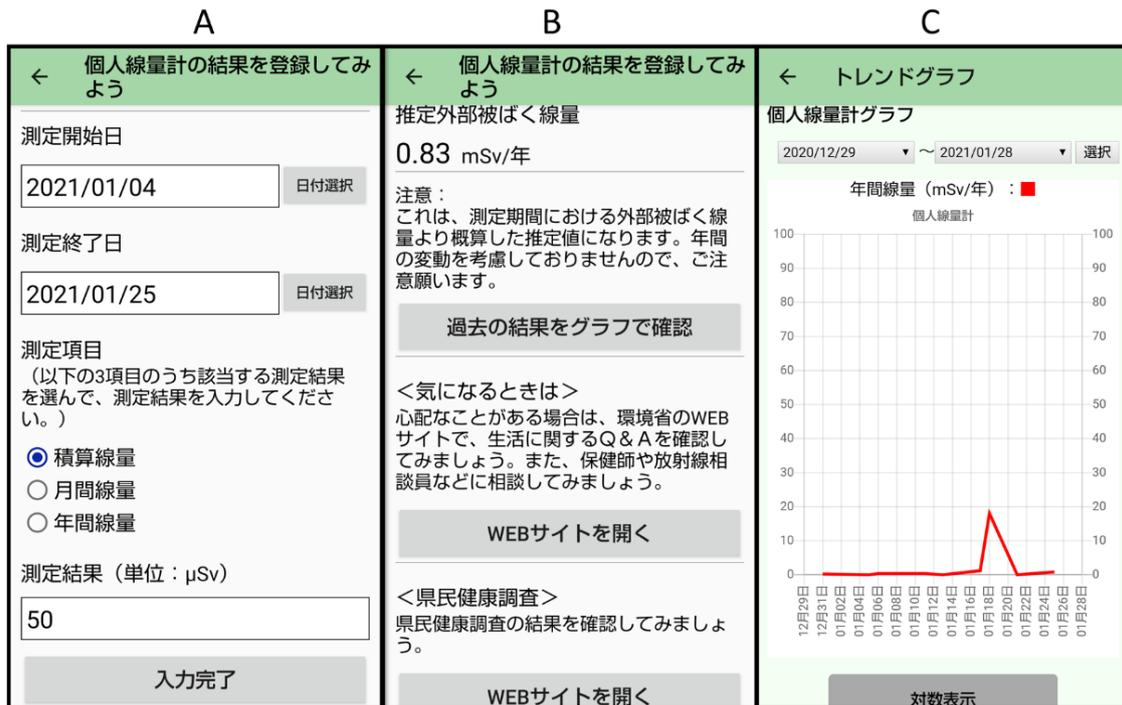 A
B
C
← 個人線量計の結果を登録してみ
よう
測定開始日
2021/01/04
日付選択
測定終了日
2021/01/25
日付選択
測定項目
（以下の3項目のうち該当する測定結果
を選んで、測定結果を入力してくださ
い。）
積算線量
月間線量
年間線量
測定結果（単位：μSv）
50
入力完了
← 個人線量計の結果を登録してみ
よう
推定外部被ばく線量
0.83 mSv/年
注意：
これは、測定期間における外部被ばく線
量より概算した推定値になります。年間
の変動を考慮しておりませんので、ご注
意願います。
過去の結果をグラフで確認
＜気になるときは＞
心配なことがある場合は、環境省のWEB
サイトで、生活に関するQ＆Aを確認し
てみましょう。また、保健師や放射線相
談員などに相談してみましょう。
WEBサイトを開く
＜県民健康調査＞
県民健康調査の結果を確認してみましょ
う。
WEBサイトを開く
← トレンドグラフ
個人線量計グラフ
2020/12/29 ～ 2021/01/28 選択
年間線量（mSv/年）：
個人線量計
100 100
90 90
80 80
70 70
60 60
50 50
40 40
30 30
20 20
10 10
0 0
12月29日
12月31日
01月02日
01月04日
01月06日
01月08日
01月10日
01月12日
01月14日
01月16日
01月18日
01月20日
01月22日
01月24日
01月26日
01月28日
対数表示